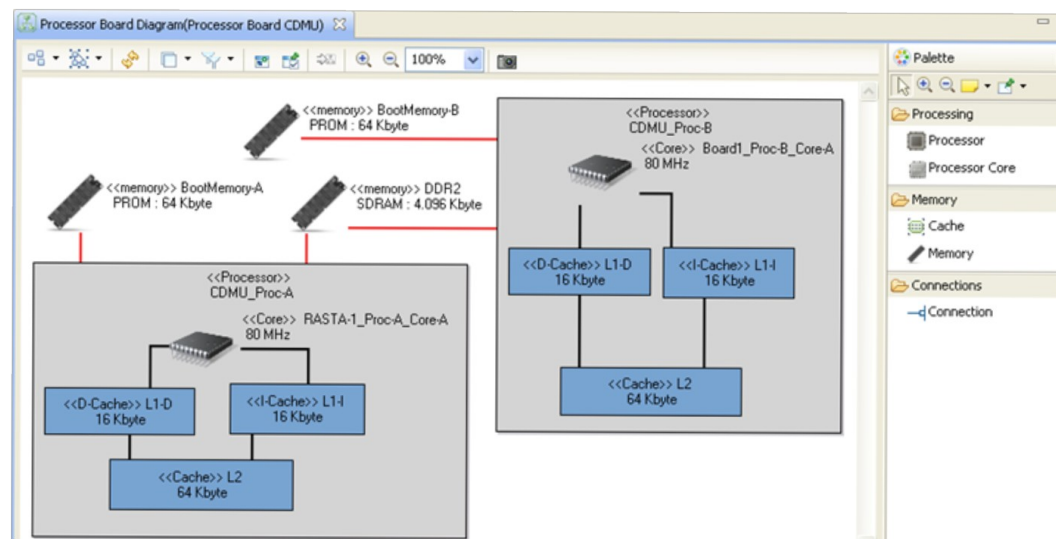 Processor Board Diagram(Processor Board CDMU)
100%
<<memory>> BootMemory-B
PROM : 64 Kbyte
<<memory>> BootMemory-A
PROM : 64 Kbyte
<<memory>> DDR2
SDRAM : 4.096 Kbyte
<<Processor>>
CDMU_Proc-B
<<Core>> Board1_Proc-B_Core-A
80 MHz
<<D-Cache>> L1-D
16 Kbyte
<<I-Cache>> L1-I
16 Kbyte
<<Cache>> L2
64 Kbyte
<<Processor>>
CDMU_Proc-A
<<Core>> RASTA-1_Proc-A_Core-A
80 MHz
<<D-Cache>> L1-D
16 Kbyte
<<I-Cache>> L1-I
16 Kbyte
<<Cache>> L2
64 Kbyte
Palette
Processing
Processor
Processor Core
Memory
Cache
Memory
Connections
Connection